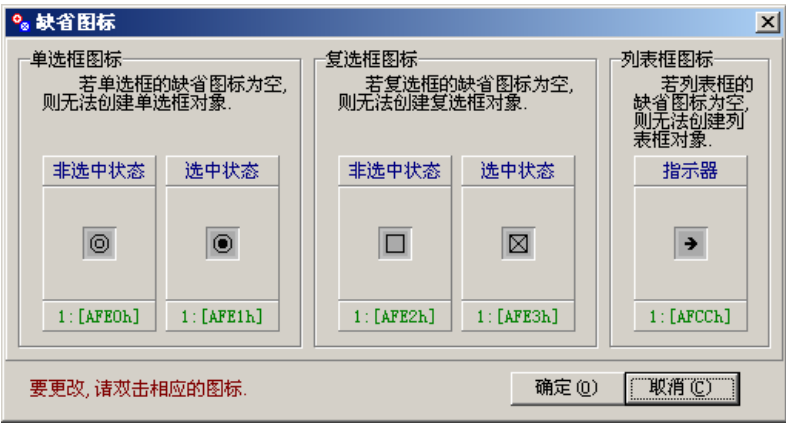 缺省图标
单选框图标
若单选框的缺省图标为空,
则无法创建单选框对象.
非选中状态
选中状态
1:[AFE0h]
1:[AFE1h]
复选框图标
若复选框的缺省图标为空,
则无法创建复选框对象.
非选中状态
选中状态
1:[AFE2h]
1:[AFE3h]
列表框图标
若列表框的
缺省图标为空,
则无法创建列
表框对象.
指示器
1:[AFCCh]
要更改,请双击相应的图标.
确定(O)
取消(C)